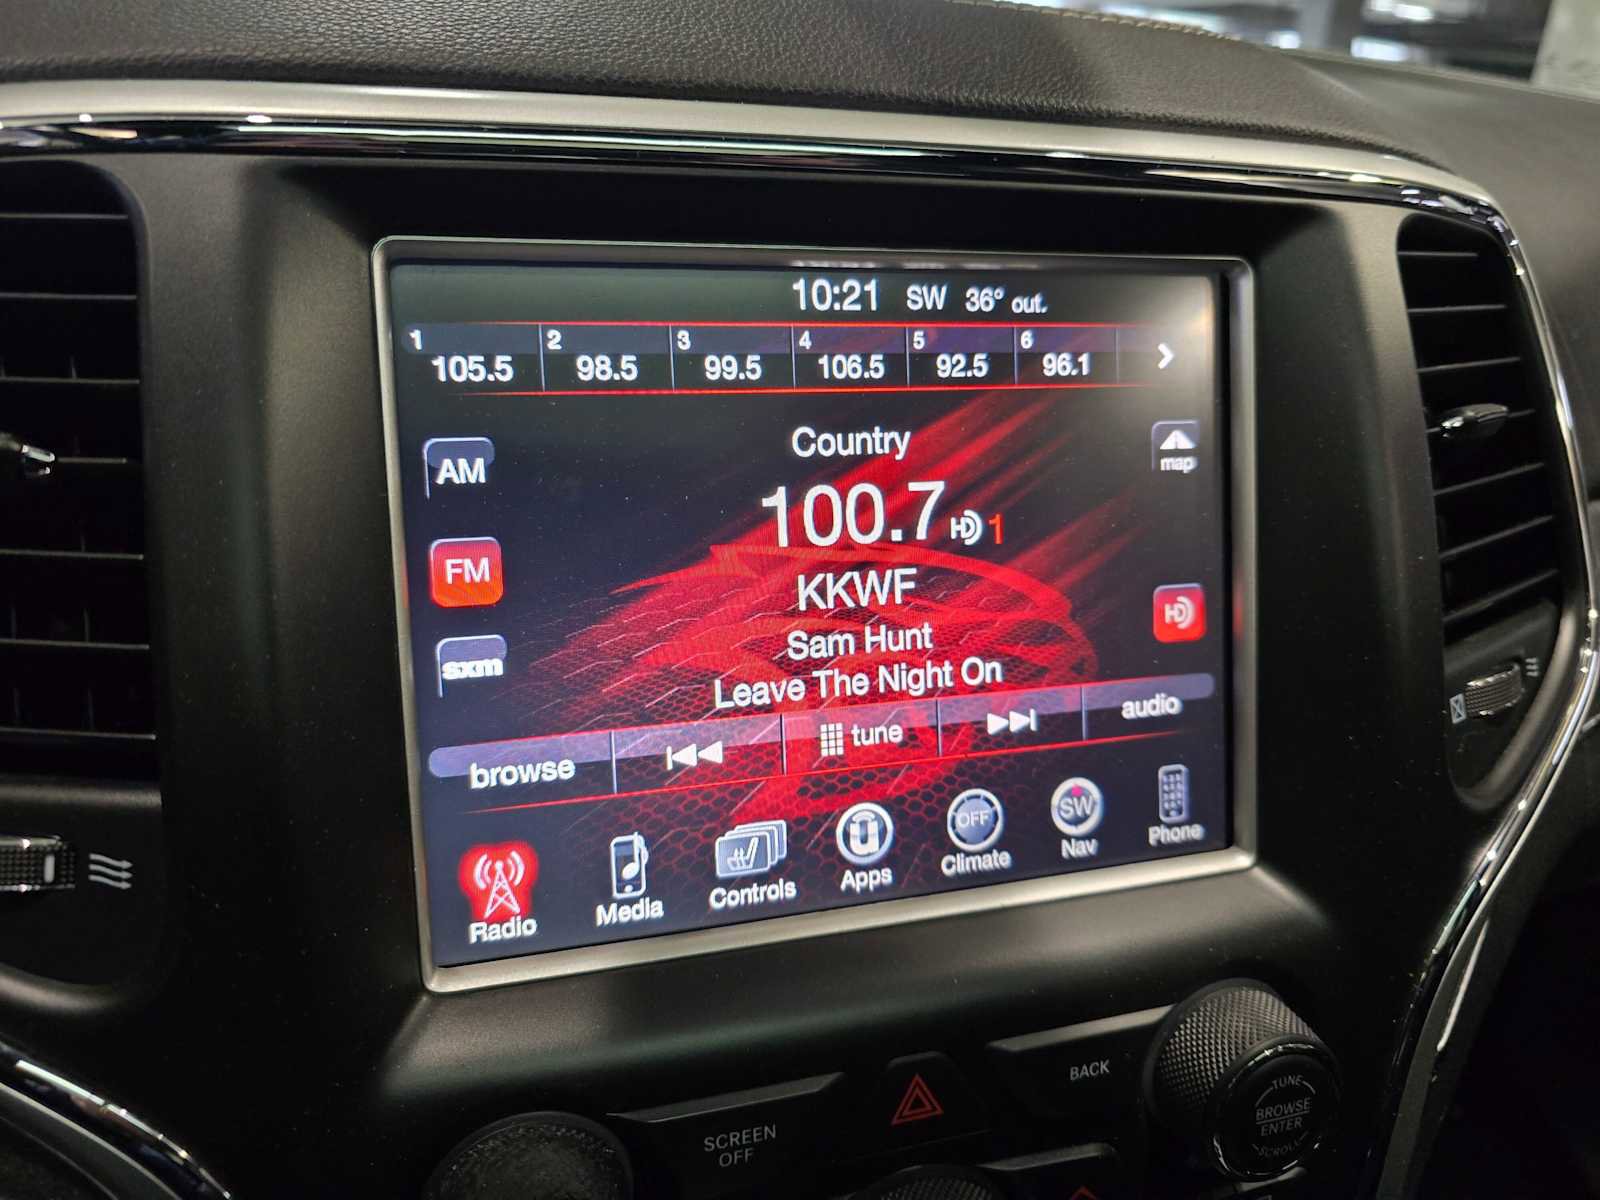 10:21 SW 36° out.
1 2 3 4 5 6
105.5 98.5 99.5 106.5 92.5 96.1
Country
AM
map
100.7 HD 1
FM
KKWF
HD
Sam Hunt
sxm
Leave The Night On
browse tune audio
OFF SW
Radio Media Controls Apps Climate Nav Phone
BACK
SCREEN
OFF
TUNE
BROWSE
ENTER
SCROLL